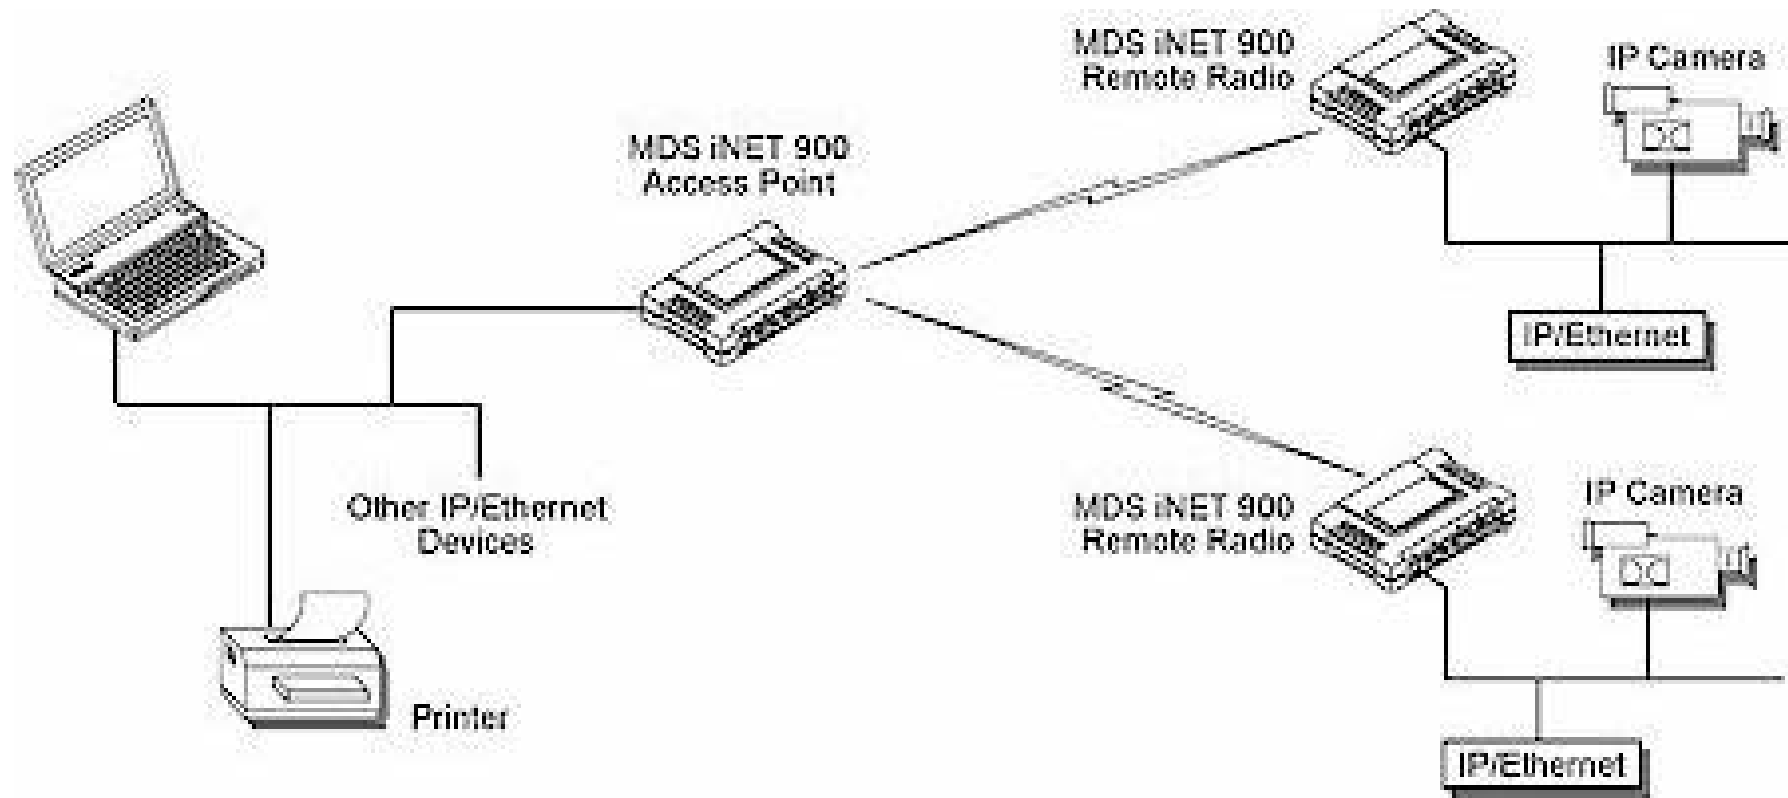 MDS iNET 900
Remote Radio
IP Camera
MDS iNET 900
Access Point
IP/Ethernet
Other IP/Ethernet
Devices
MDS iNET 900
Remote Radio
IP Camera
Printer
IP/Ethernet